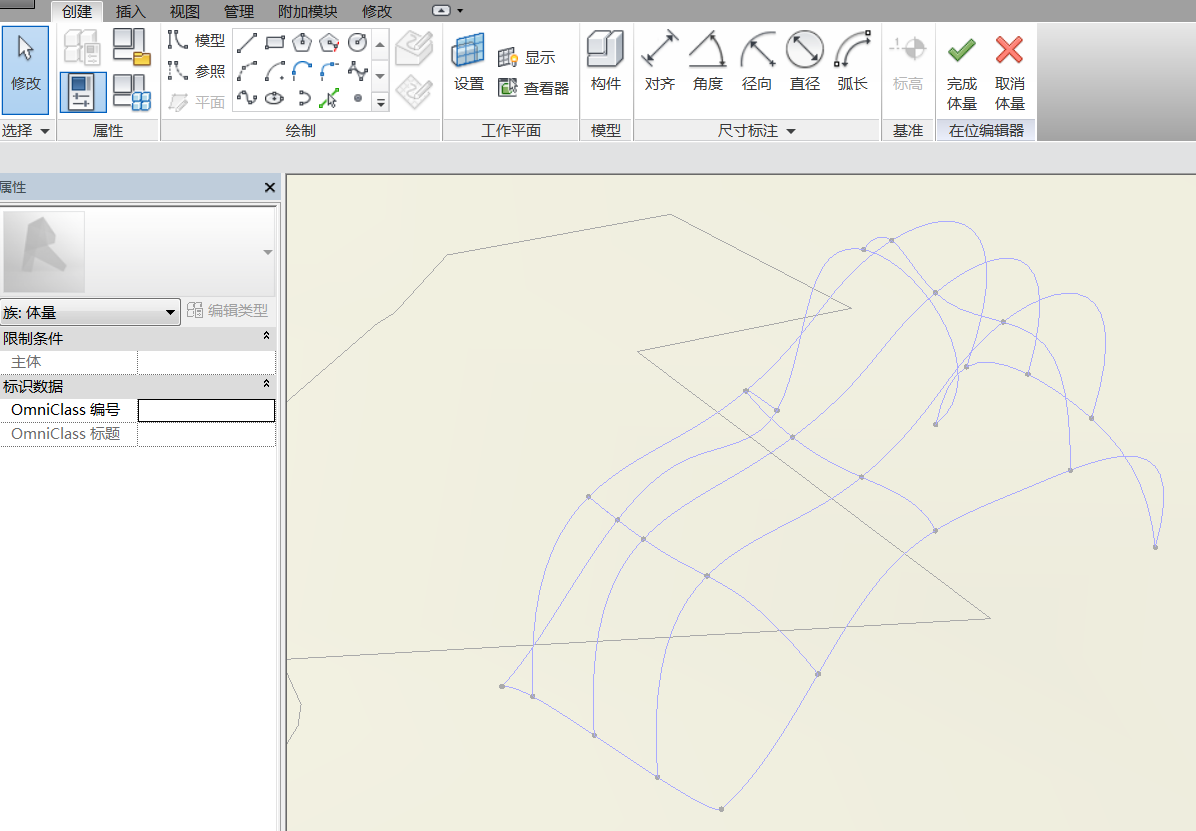 创建 插入 视图 管理 附加模块 修改
模型 显示
修改 参照 设置 查看器 构件 对齐 角度 径向 直径 弧长 标高 完成体量 取消体量
平面
选择 属性 绘制 工作平面 模型 尺寸标注 基准 在位编辑器
属性
族: 体量 编辑类型
限制条件
主体
标识数据
OmniClass 编号
OmniClass 标题